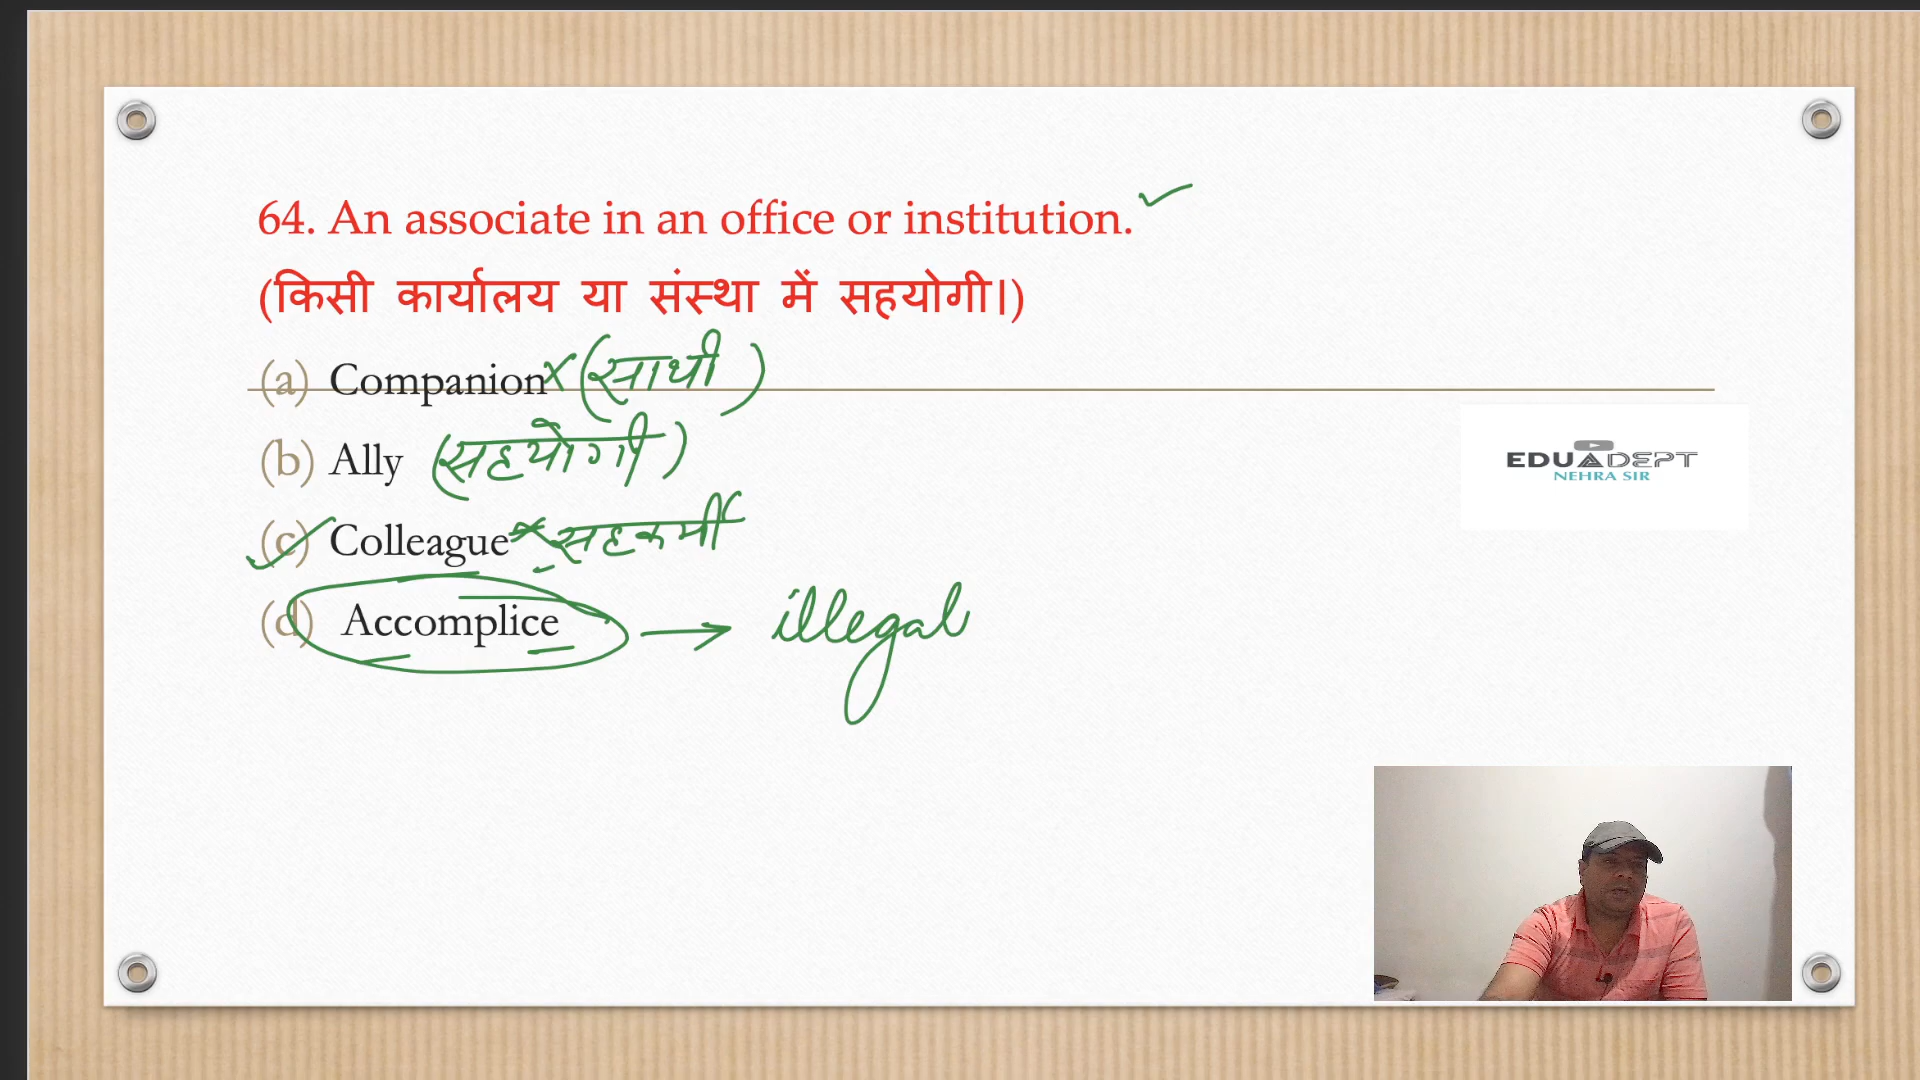 64. An associate in an office or institution.
(किसी कार्यालय या संस्था में सहयोगी।)
(a) Companion x (साथी)
(b) Ally (सहयोगी)
(c) Colleague सहकर्मी
(d) Accomplice → illegal
EDUADEPT
NEHRA SIR